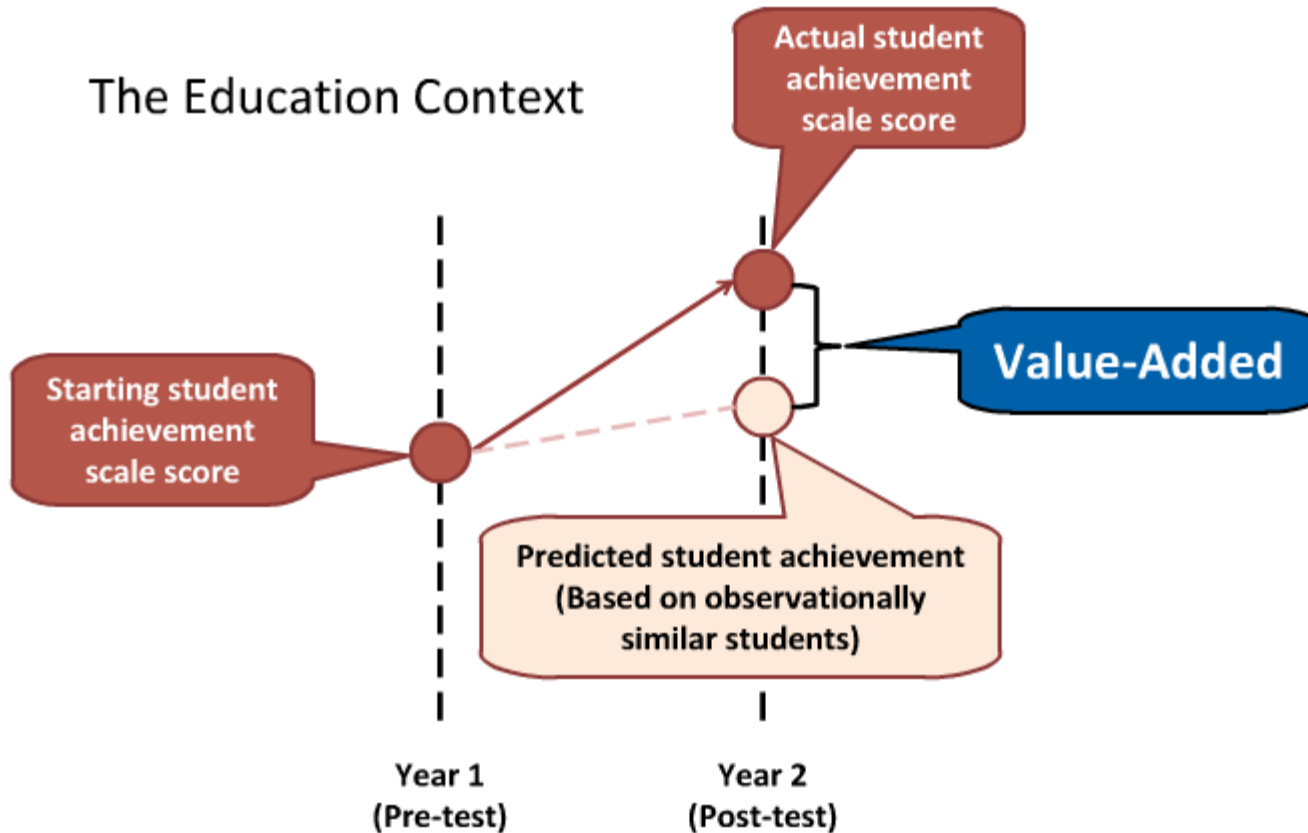 The Education Context
Actual student
achievement
scale score
Starting student
achievement
scale score
Value-Added
Predicted student achievement
(Based on observationally
similar students)
Year 1
(Pre-test)
Year 2
(Post-test)